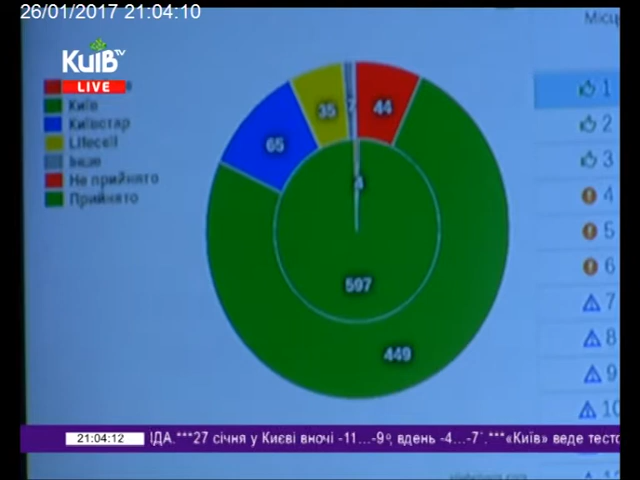 26/01/2017 21:04:10
КиїВ TV
LIVE
Київ
Київстар
Lifecell
Інше
Не прийнято
Прийнято
35
7
44
65
4
597
449
1
2
3
4
5
6
7
8
9
10
21:04:12
ІДА.***27 січня у Києві вночі -11...-9°, вдень -4...-7°.***«Київ» веде тесто